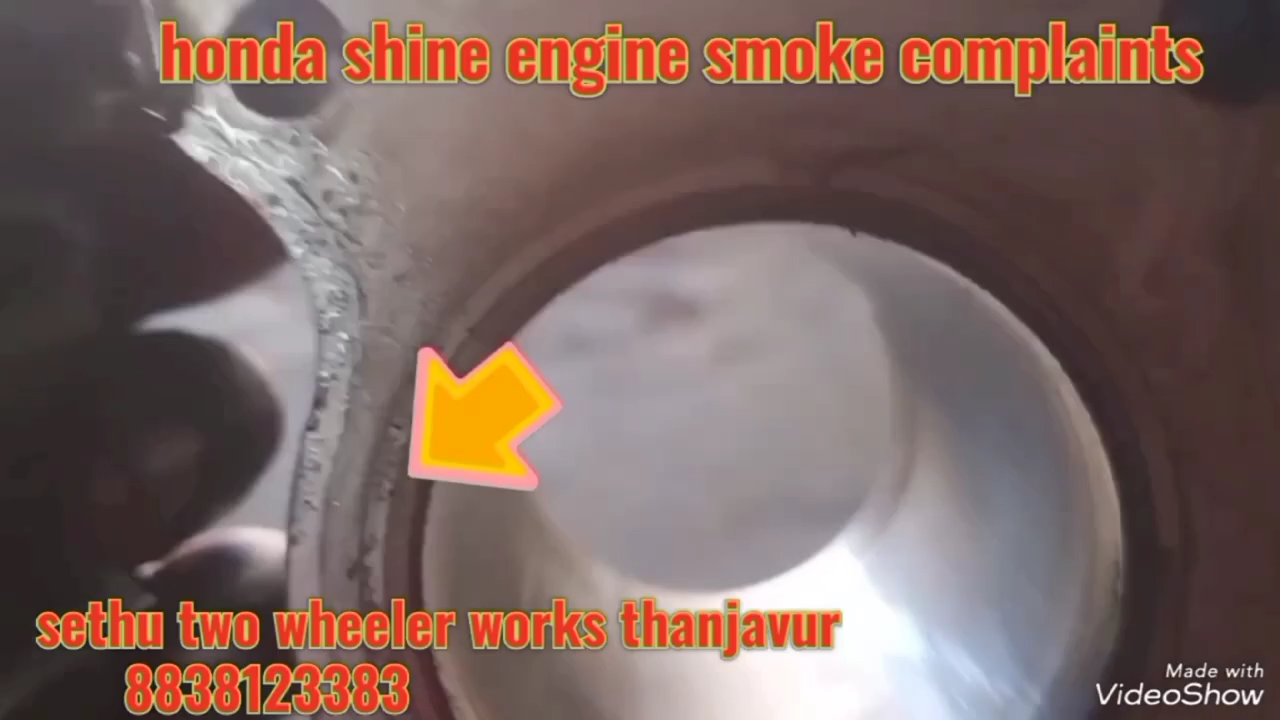 honda shine engine smoke complaints
sethu two wheeler works thanjavur
8838123383
Made with
VideoShow